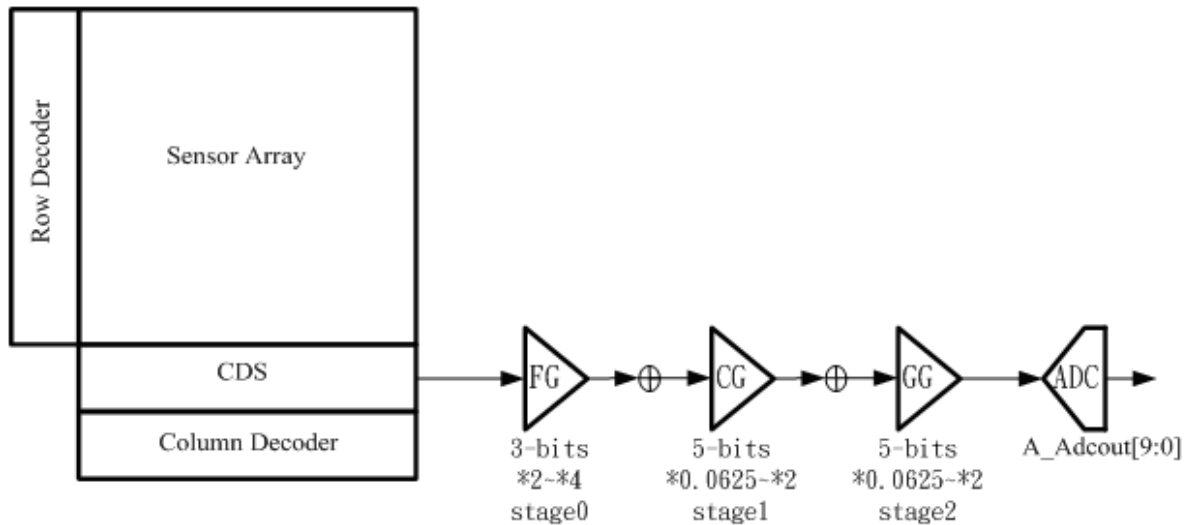 Row Decoder
Sensor Array
CDS
Column Decoder
FG
CG
GG
ADC
3-bits
*2~*4
stage0
5-bits
*0.0625~*2
stage1
5-bits
*0.0625~*2
stage2
A_Adcout[9:0]